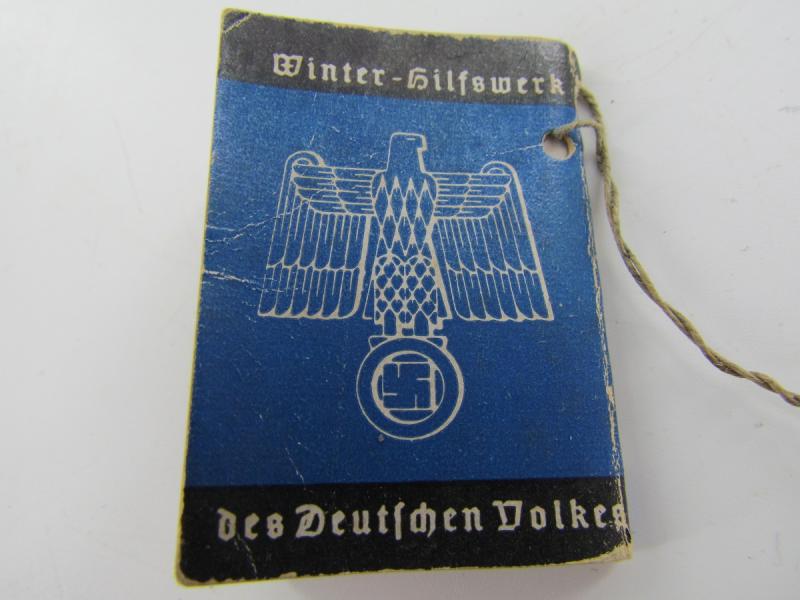 Winter-Hilfswerk
des Deutſchen Volkes